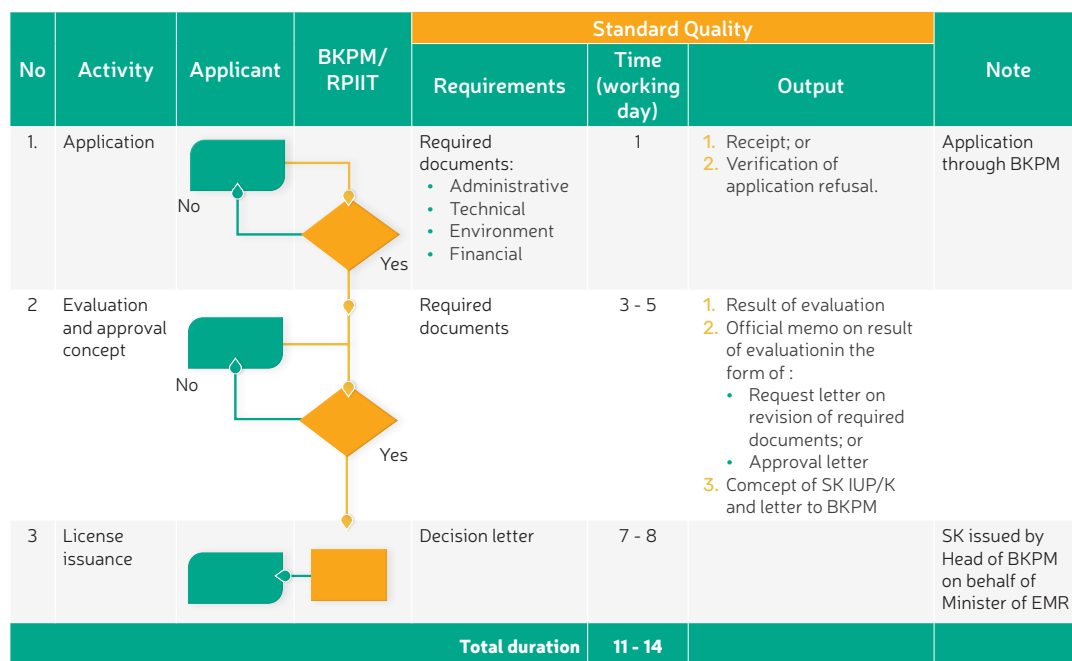 No
Activity
Applicant
BKPM/
RPIIT
Standard Quality
Requirements
Time
(working
day)
Output
Note
1.
Application
No
Yes
Required
documents:
• Administrative
• Technical
• Environment
• Financial
1
1. Receipt; or
2. Verification of
application refusal.
Application
through BKPM
2
Evaluation
and approval
concept
No
Yes
Required
documents
3 - 5
1. Result of evaluation
2. Official memo on result
of evaluationin the
form of :
• Request letter on
revision of required
documents; or
• Approval letter
3. Comcept of SK IUP/K
and letter to BKPM
3
License
issuance
Decision letter
7 - 8
SK issued by
Head of BKPM
on behalf of
Minister of EMR
Total duration
11 - 14